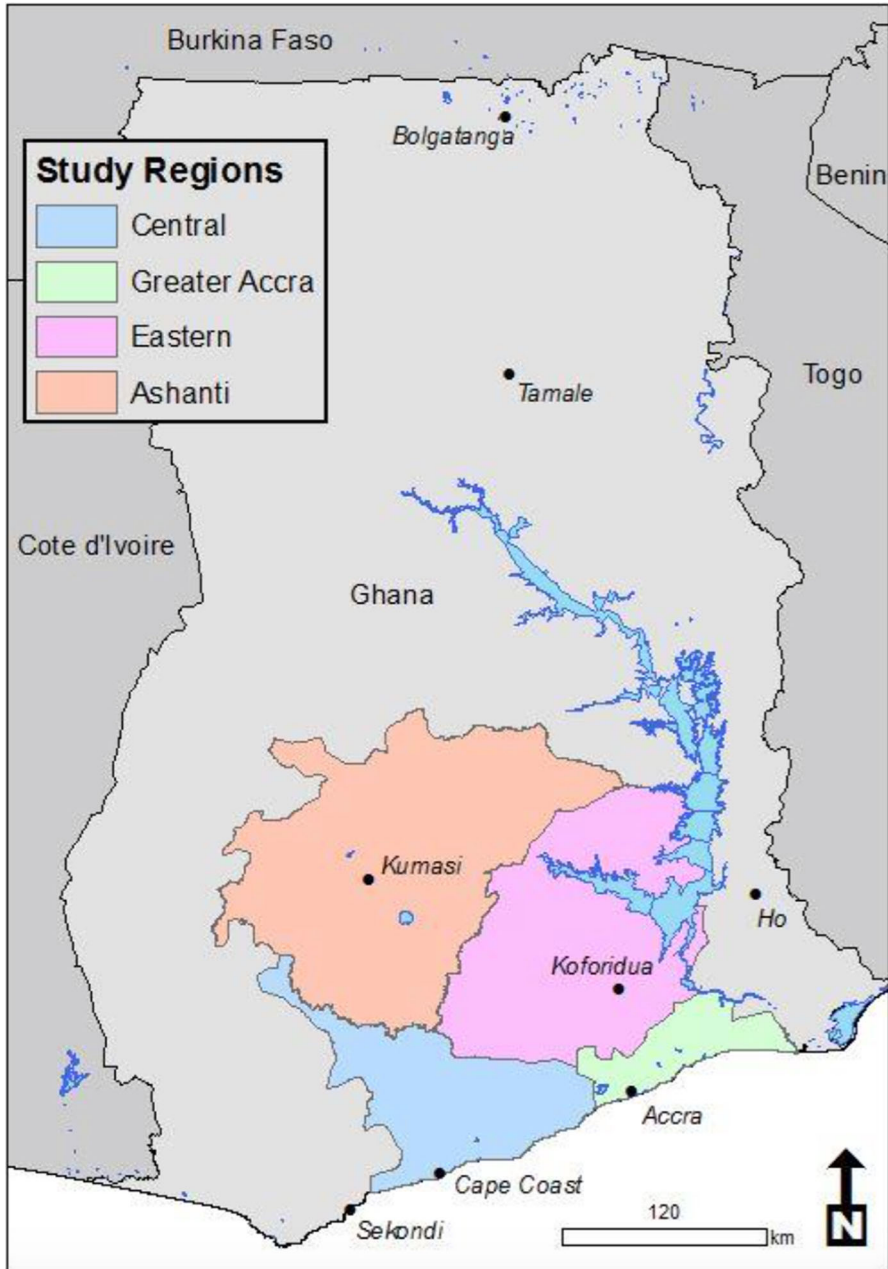 Burkina Faso
Bolgatanga
Benin
Study Regions
Central
Greater Accra
Eastern
Ashanti
Togo
Tamale
Cote d'Ivoire
Ghana
Kumasi
Ho
Koforidua
Accra
Cape Coast
Sekondi
120
km
N